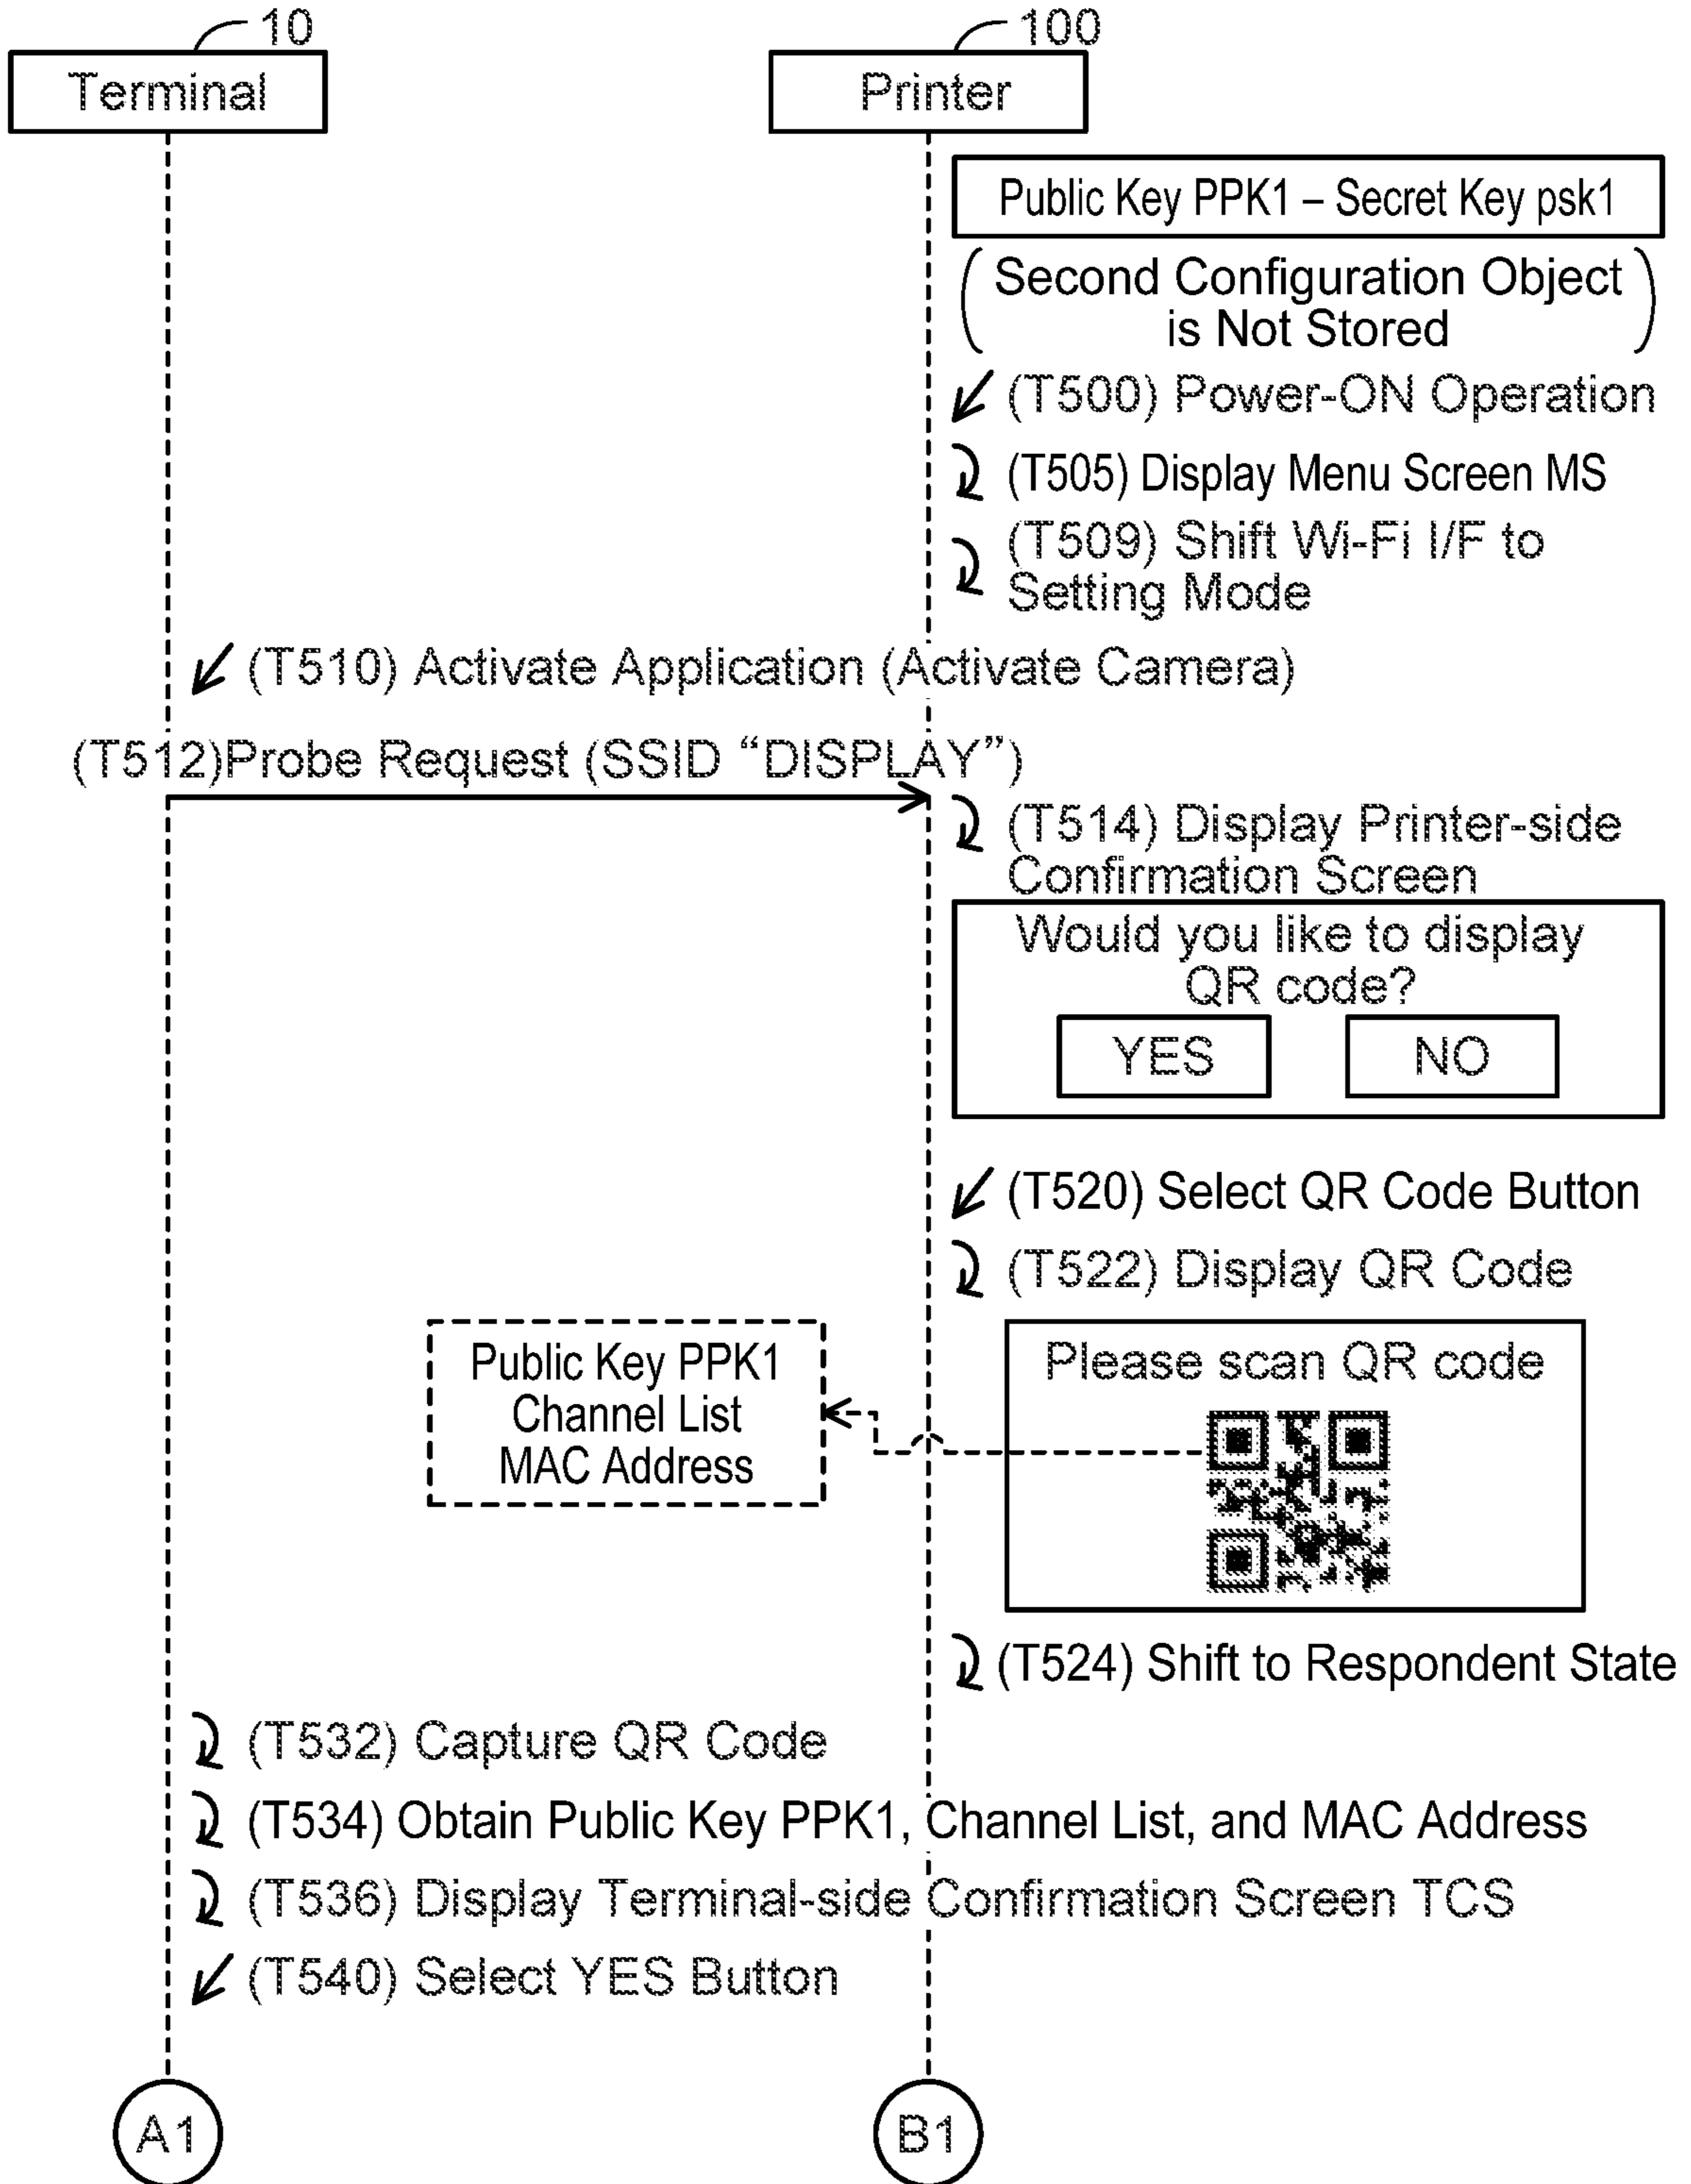 10
100
Terminal
Printer
Public Key PPK1 – Secret Key psk1
(Second Configuration Object
is Not Stored)
(T500) Power-ON Operation
(T505) Display Menu Screen MS
(T509) Shift Wi-Fi I/F to
Setting Mode
(T510) Activate Application (Activate Camera)
(T512)Probe Request (SSID “DISPLAY”)
(T514) Display Printer-side
Confirmation Screen
Would you like to display
QR code?
YES
NO
(T520) Select QR Code Button
(T522) Display QR Code
Public Key PPK1
Channel List
MAC Address
Please scan QR code
(T524) Shift to Respondent State
(T532) Capture QR Code
(T534) Obtain Public Key PPK1, Channel List, and MAC Address
(T536) Display Terminal-side Confirmation Screen TCS
(T540) Select YES Button
A1
B1